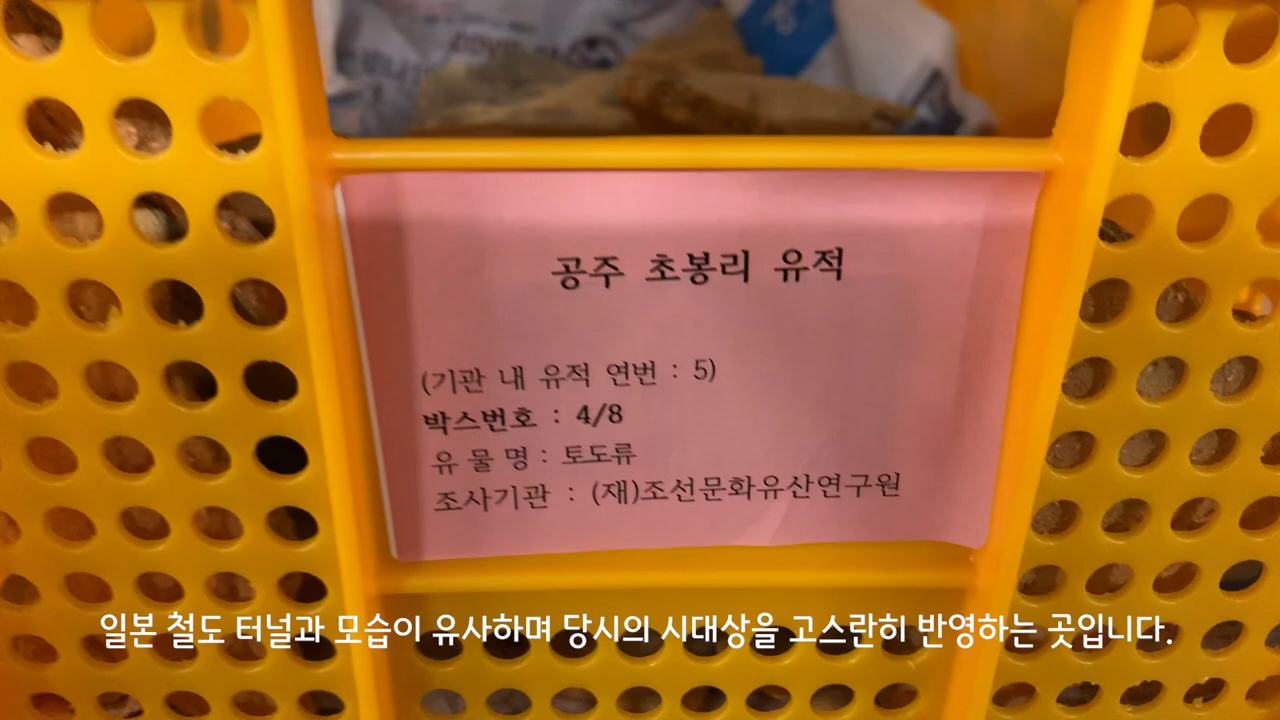 공주 초봉리 유적
(기관 내 유적 연번 : 5)
박스번호 : 4/8
유 물 명 : 토도류
조사기관 : (재)조선문화유산연구원
일본 철도 터널과 모습이 유사하며 당시의 시대상을 고스란히 반영하는 곳입니다.